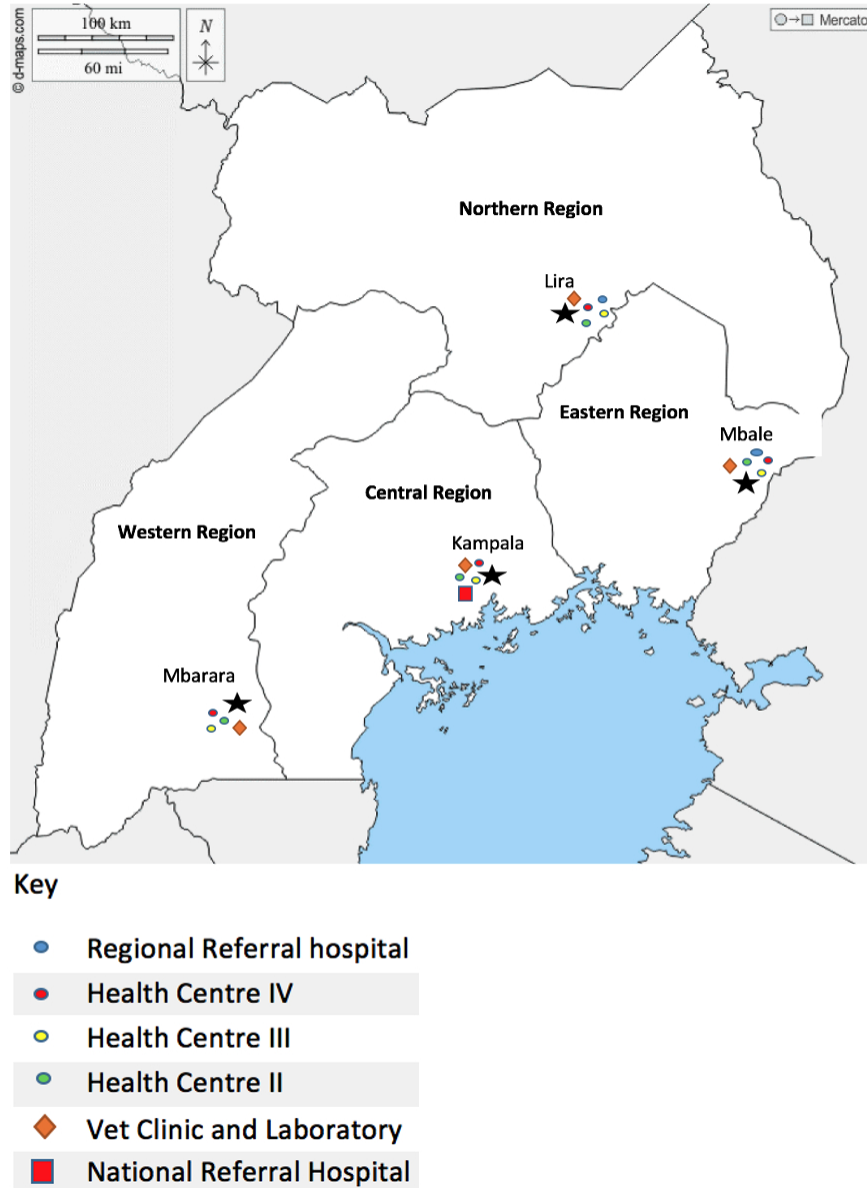 100 km
60 mi
N
© d-maps.com
Mercato
Northern Region
Lira
Eastern Region
Mbale
Central Region
Western Region
Kampala
Mbarara
Key
Regional Referral hospital
Health Centre IV
Health Centre III
Health Centre II
Vet Clinic and Laboratory
National Referral Hospital